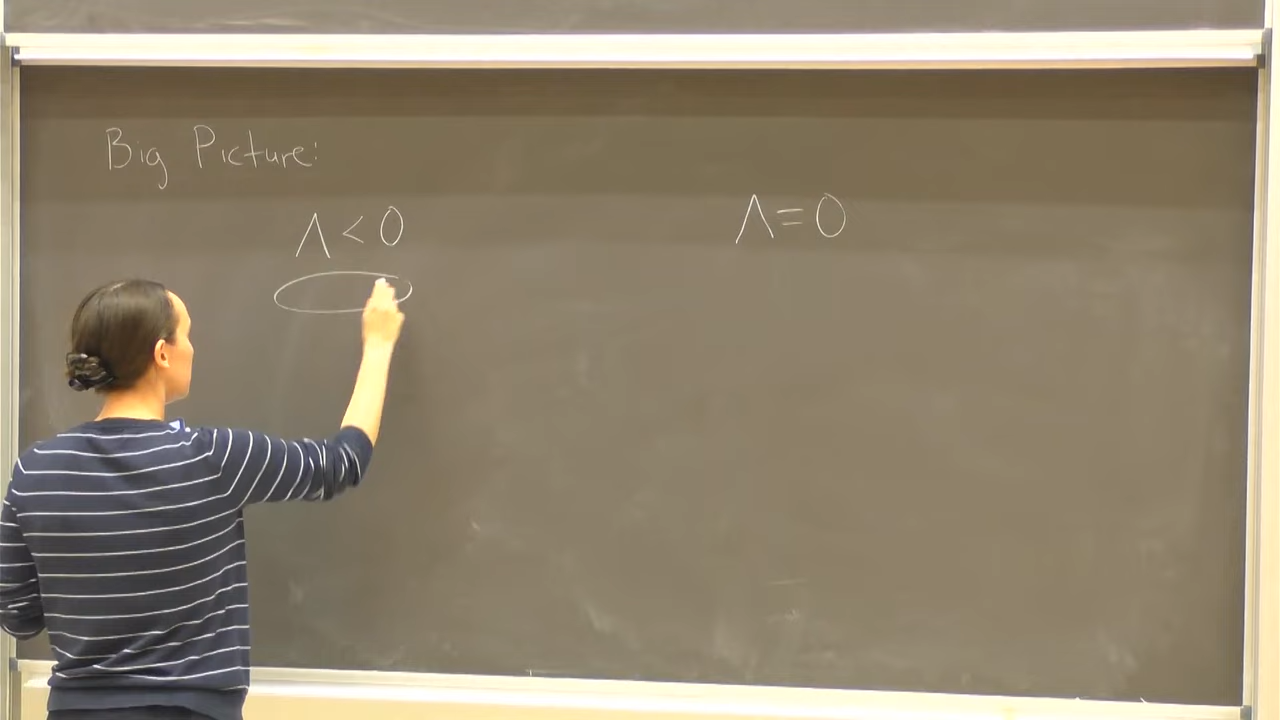 Big Picture:
Λ < 0
Λ = 0